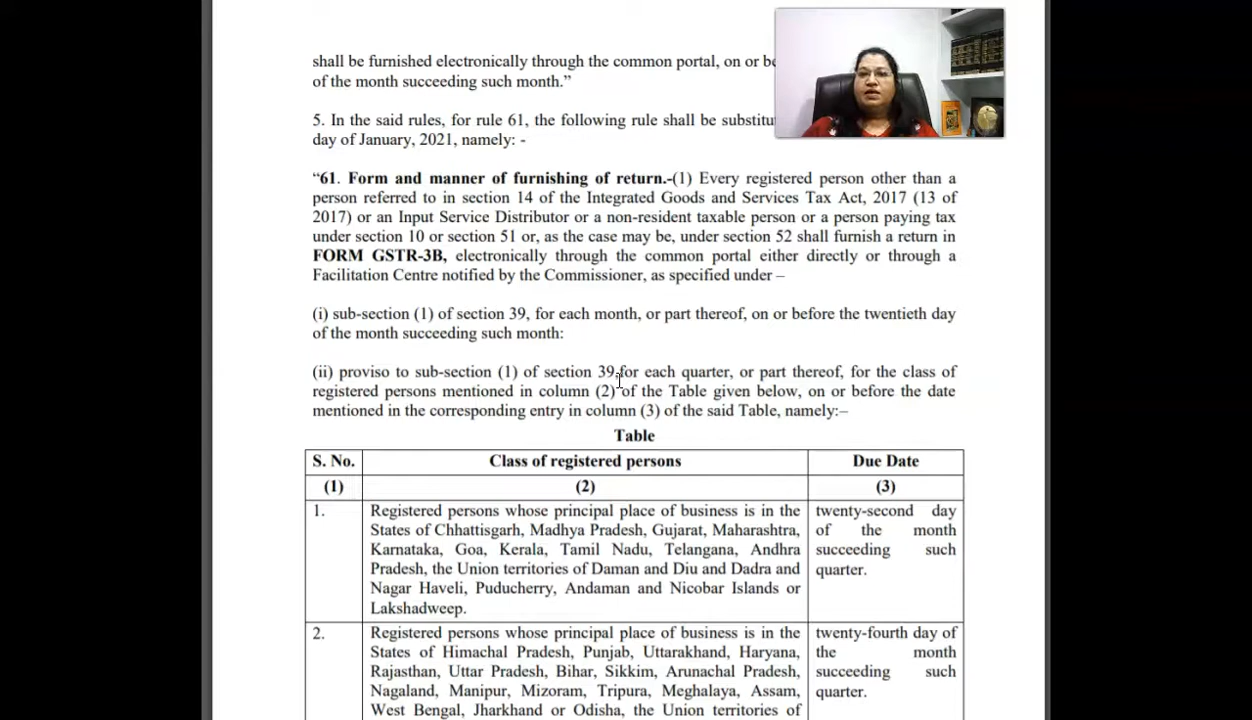 shall be furnished electronically through the common portal, on or
of the month succeeding such month.”
5. In the said rules, for rule 61, the following rule shall be
day of January, 2021, namely: -
“61. Form and manner of furnishing of return.-(1) Every registered person other than a
person referred to in section 14 of the Integrated Goods and Services Tax Act, 2017 (13 of
2017) or an Input Service Distributor or a non-resident taxable person or a person paying tax
under section 10 or section 51 or, as the case may be, under section 52 shall furnish a return in
FORM GSTR-3B, electronically through the common portal either directly or through a
Facilitation Centre notified by the Commissioner, as specified under –
(i) sub-section (1) of section 39, for each month, or part thereof, on or before the twentieth day
of the month succeeding such month:
(ii) proviso to sub-section (1) of section 39,for each quarter, or part thereof, for the class of
registered persons mentioned in column (2) of the Table given below, on or before the date
mentioned in the corresponding entry in column (3) of the said Table, namely:–
Table
S. No. Class of registered persons Due Date
(1) (2) (3)
1. Registered persons whose principal place of business is in the twenty-second day
States of Chhattisgarh, Madhya Pradesh, Gujarat, Maharashtra, of the month
Karnataka, Goa, Kerala, Tamil Nadu, Telangana, Andhra succeeding such
Pradesh, the Union territories of Daman and Diu and Dadra and quarter.
Nagar Haveli, Puducherry, Andaman and Nicobar Islands or
Lakshadweep.
2. Registered persons whose principal place of business is in the twenty-fourth day of
States of Himachal Pradesh, Punjab, Uttarakhand, Haryana, the month
Rajasthan, Uttar Pradesh, Bihar, Sikkim, Arunachal Pradesh, succeeding such
Nagaland, Manipur, Mizoram, Tripura, Meghalaya, Assam, quarter.
West Bengal, Jharkhand or Odisha, the Union territories of